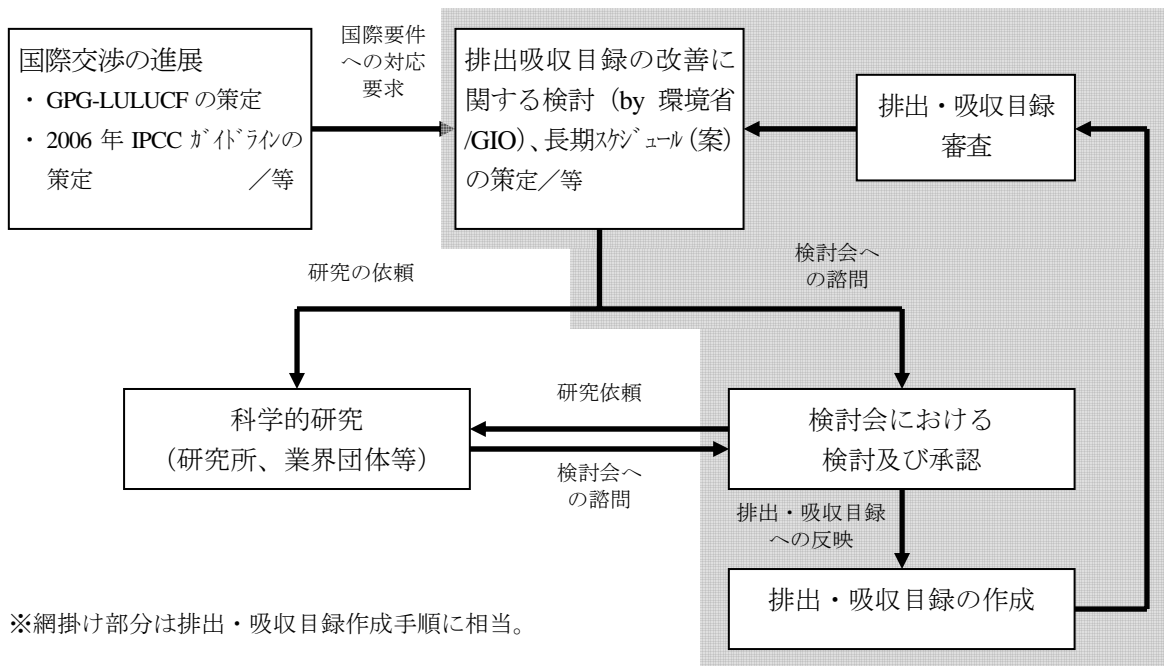 国際交渉の進展
・ GPG-LULUCF の策定
・ 2006 年 IPCC ガイドラインの
策定 ／等
国際要件
への対応
要求
排出吸収目録の改善に
関する検討（by 環境省
/GIO）、長期スケジュール（案）
の策定／等
排出・吸収目録
審査
研究の依頼
検討会へ
の諮問
科学的研究
（研究所、業界団体等）
研究依頼
検討会へ
の諮問
検討会における
検討及び承認
排出・吸収目録
への反映
排出・吸収目録の作成
※網掛け部分は排出・吸収目録作成手順に相当。